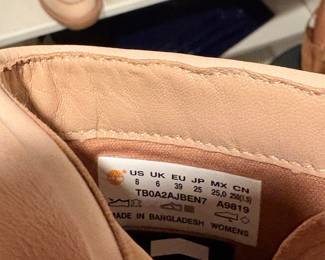 US UK EU JP MX CN
8 6 39 25 25,0 250(1.5)
TB0A2AJBEN7 A9819
MADE IN BANGLADESH WOMENS